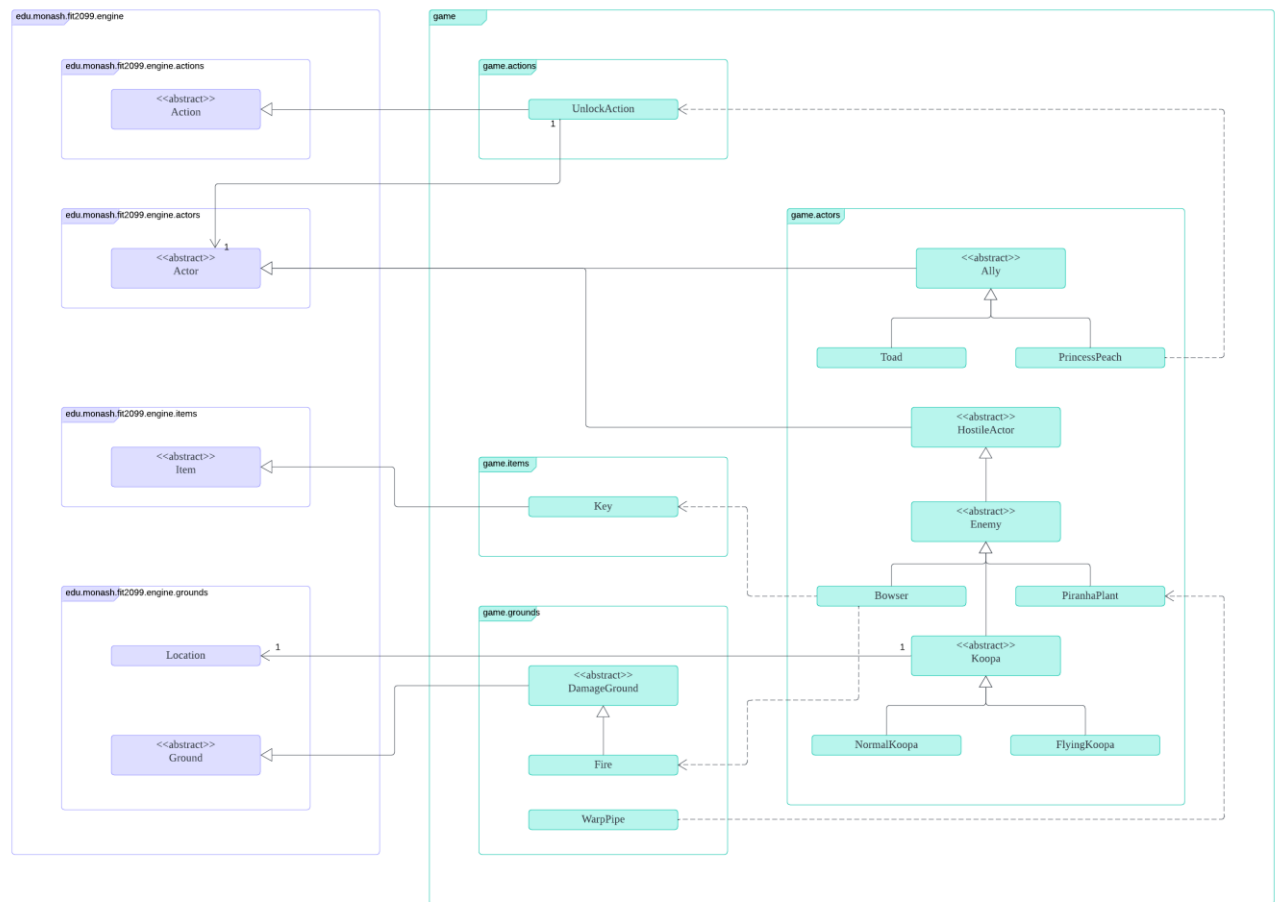 edu.monash.fit2099.engine
game
edu.monash.fit2099.engine.actions
<<abstract>>
Action
game.actions
UnlockAction
1
edu.monash.fit2099.engine.actors
1
<<abstract>>
Actor
game.actors
<<abstract>>
Ally
Toad
PrincessPeach
edu.monash.fit2099.engine.items
<<abstract>>
Item
<<abstract>>
HostileActor
game.items
Key
<<abstract>>
Enemy
Bowser
PiranhaPlant
edu.monash.fit2099.engine.grounds
Location
1
1
<<abstract>>
Koopa
game.grounds
<<abstract>>
DamageGround
<<abstract>>
Ground
Fire
NormalKoopa
FlyingKoopa
WarpPipe